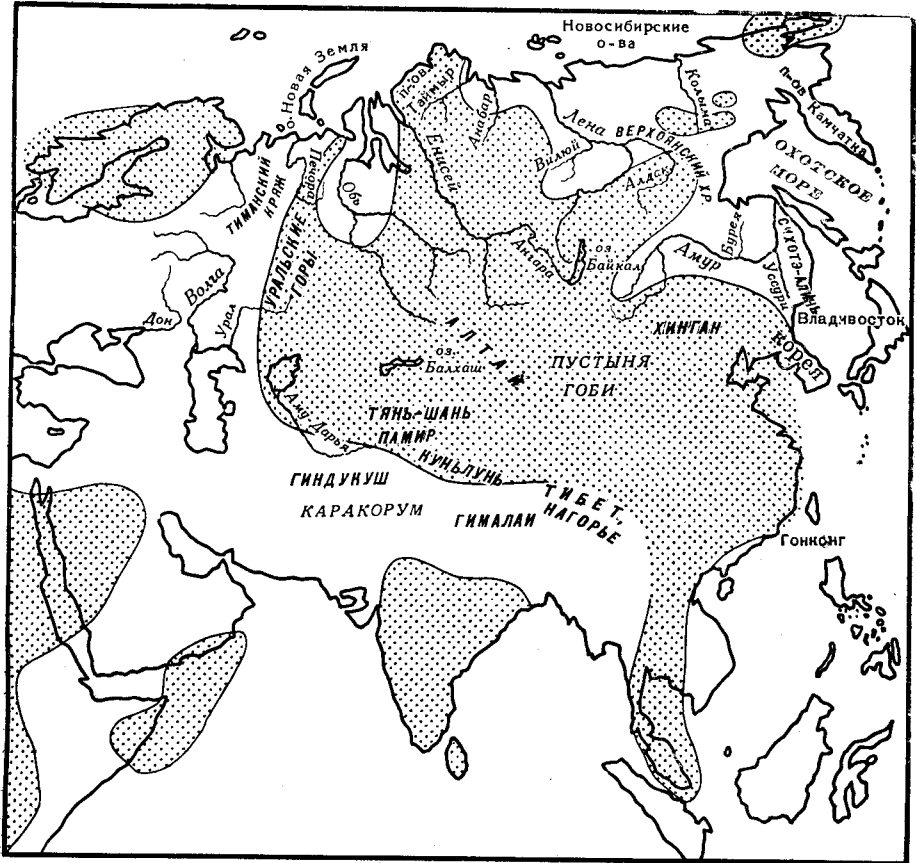 Новосибирские
о-ва
о. Новая Земля
п-ов
Таймыр
Анабар
Колыма
п-ов Камчатка
Лена
ВЕРХОЯНСКИЙ ХР.
Енисей
Вилюй
Алдан
ОХОТСКОЕ
МОРЕ
ТИМАНСКИЙ
КРЯЖ
Печора
Обь
УРАЛЬСКИЕ
ГОРЫ
Ангара
оз.
Байкал
Амур
Бурея
СИХОТЭ-АЛИНЬ
Уссури
Волга
Дон
Урал
Владивосток
АЛТАЙ
ХИНГАН
КОРЕЯ
оз.
Балхаш
ПУСТЫНЯ
ГОБИ
Аму-Дарья
ТЯНЬ-ШАНЬ
ПАМИР
КУНЬЛУНЬ
ГИНДУКУШ
КАРАКОРУМ
ГИМАЛАИ
ТИБЕТ.
НАГОРЬЕ
Гонконг